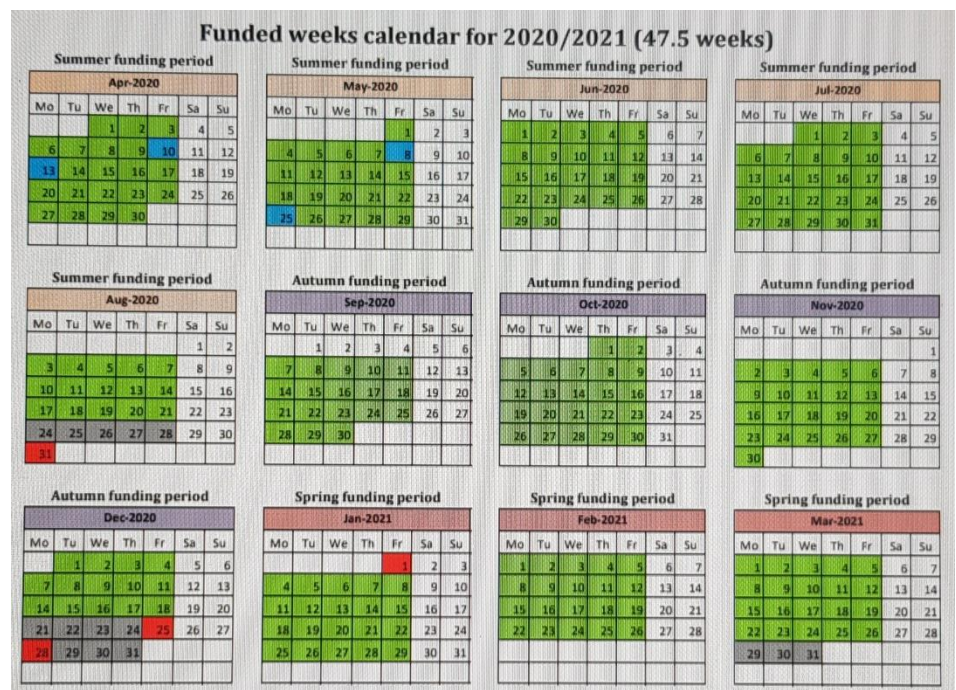 Funded weeks calendar for 2020/2021 (47.5 weeks)
Summer funding period
Apr-2020
Mo Tu We Th Fr Sa Su
1 2 3 4 5
6 7 8 9 10 11 12
13 14 15 16 17 18 19
20 21 22 23 24 25 26
27 28 29 30
Summer funding period
May-2020
Mo Tu We Th Fr Sa Su
1 2 3
4 5 6 7 8 9 10
11 12 13 14 15 16 17
18 19 20 21 22 23 24
25 26 27 28 29 30 31
Summer funding period
Jun-2020
Mo Tu We Th Fr Sa Su
1 2 3 4 5 6 7
8 9 10 11 12 13 14
15 16 17 18 19 20 21
22 23 24 25 26 27 28
29 30
Summer funding period
Jul-2020
Mo Tu We Th Fr Sa Su
1 2 3 4 5
6 7 8 9 10 11 12
13 14 15 16 17 18 19
20 21 22 23 24 25 26
27 28 29 30 31
Summer funding period
Aug-2020
Mo Tu We Th Fr Sa Su
1 2
3 4 5 6 7 8 9
10 11 12 13 14 15 16
17 18 19 20 21 22 23
24 25 26 27 28 29 30
31
Autumn funding period
Sep-2020
Mo Tu We Th Fr Sa Su
1 2 3 4 5 6
7 8 9 10 11 12 13
14 15 16 17 18 19 20
21 22 23 24 25 26 27
28 29 30
Autumn funding period
Oct-2020
Mo Tu We Th Fr Sa Su
1 2 3 4
5 6 7 8 9 10 11
12 13 14 15 16 17 18
19 20 21 22 23 24 25
26 27 28 29 30 31
Autumn funding period
Nov-2020
Mo Tu We Th Fr Sa Su
1
2 3 4 5 6 7 8
9 10 11 12 13 14 15
16 17 18 19 20 21 22
23 24 25 26 27 28 29
30
Autumn funding period
Dec-2020
Mo Tu We Th Fr Sa Su
1 2 3 4 5 6
7 8 9 10 11 12 13
14 15 16 17 18 19 20
21 22 23 24 25 26 27
28 29 30 31
Spring funding period
Jan-2021
Mo Tu We Th Fr Sa Su
1 2 3
4 5 6 7 8 9 10
11 12 13 14 15 16 17
18 19 20 21 22 23 24
25 26 27 28 29 30 31
Spring funding period
Feb-2021
Mo Tu We Th Fr Sa Su
1 2 3 4 5 6 7
8 9 10 11 12 13 14
15 16 17 18 19 20 21
22 23 24 25 26 27 28
Spring funding period
Mar-2021
Mo Tu We Th Fr Sa Su
1 2 3 4 5 6 7
8 9 10 11 12 13 14
15 16 17 18 19 20 21
22 23 24 25 26 27 28
29 30 31